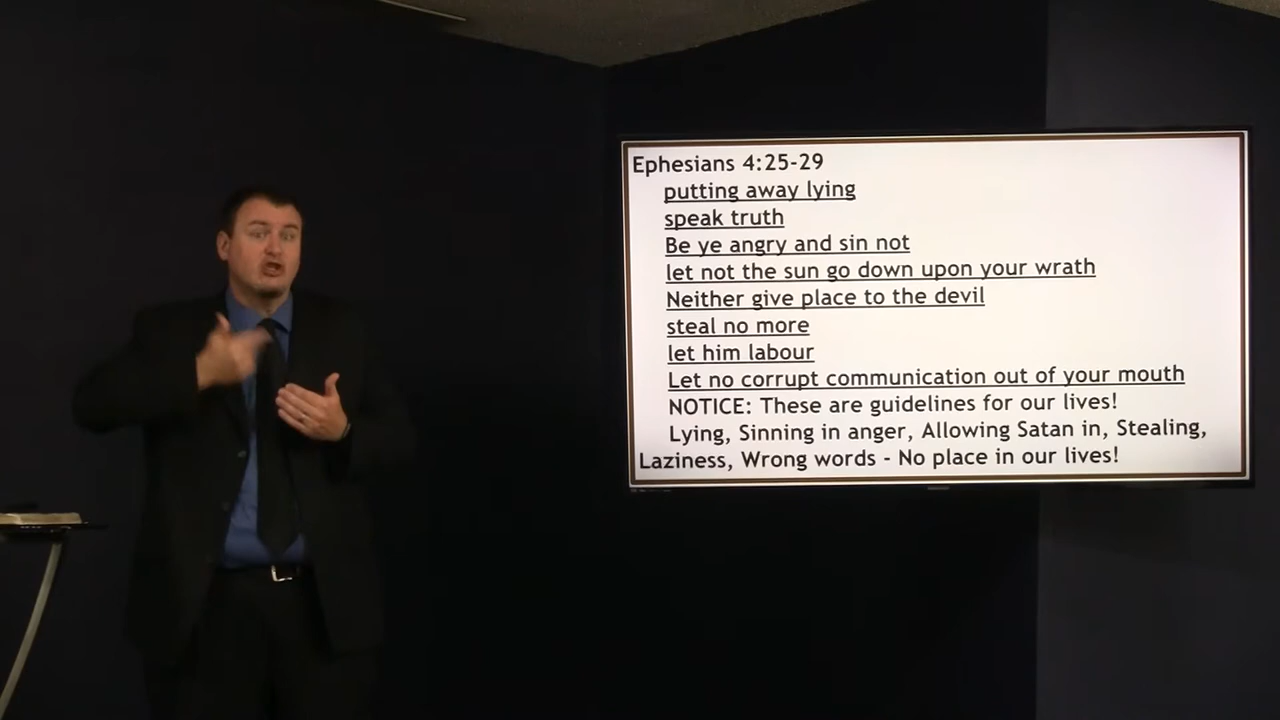 Ephesians 4:25-29
putting away lying
speak truth
Be ye angry and sin not
let not the sun go down upon your wrath
Neither give place to the devil
steal no more
let him labour
Let no corrupt communication out of your mouth
NOTICE: These are guidelines for our lives!
Lying, Sinning in anger, Allowing Satan in, Stealing,
Laziness, Wrong words - No place in our lives!